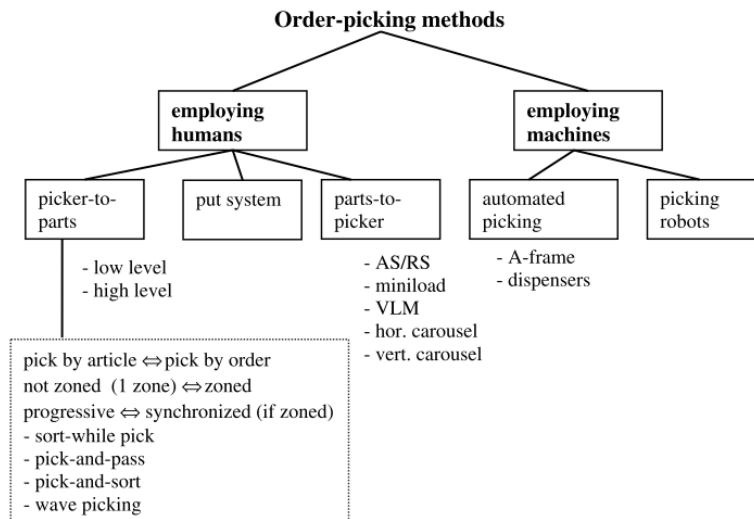 Order-picking methods
employing
humans
employing
machines
picker-to-
parts
put system
parts-to-
picker
automated
picking
picking
robots
- low level
- high level
- AS/RS
- miniload
- VLM
- hor. carousel
- vert. carousel
- A-frame
- dispensers
pick by article ⇔ pick by order
not zoned (1 zone) ⇔ zoned
progressive ⇔ synchronized (if zoned)
- sort-while pick
- pick-and-pass
- pick-and-sort
- wave picking